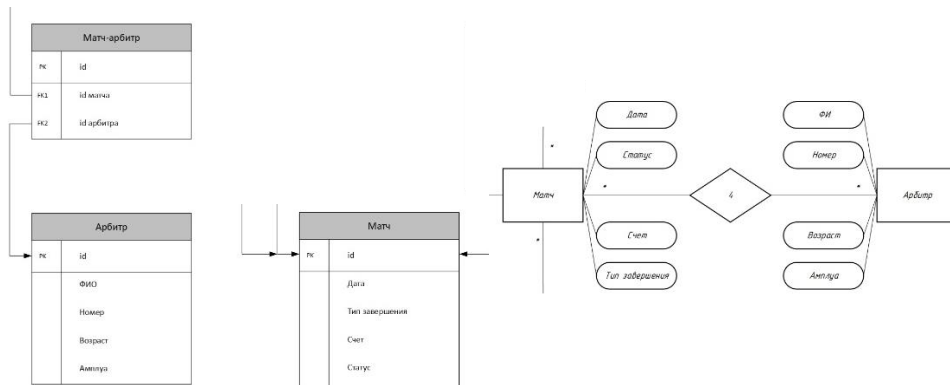 Матч-арбитр
PK id
FK1 id матча
FK2 id арбитра
Арбитр
PK id
ФИО
Номер
Возраст
Амплуа
Матч
PK id
Дата
Тип завершения
Счет
Статус
Дата
Статус
*
Матч
*
*
Счет
Тип завершения
4
ФИ
Номер
*
Арбитр
Возраст
Амплуа